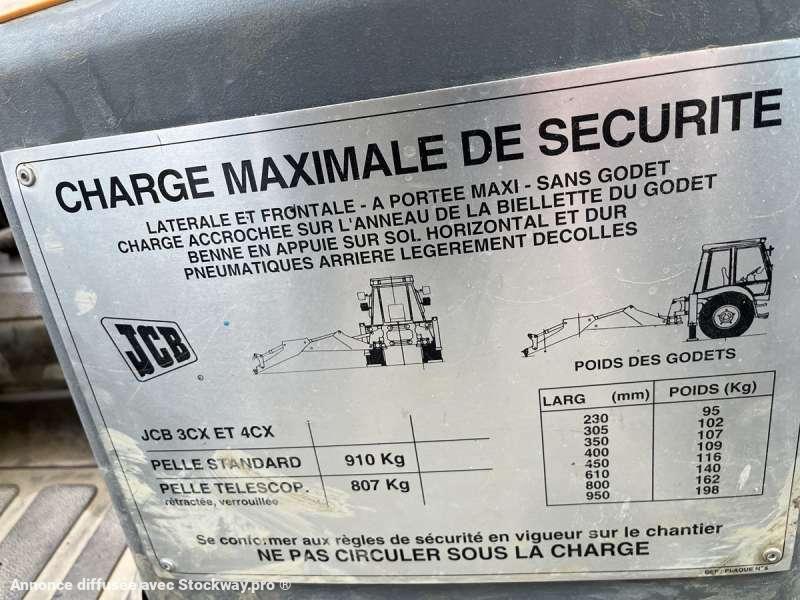 CHARGE MAXIMALE DE SECURITE
LATERALE ET FRONTALE - A PORTEE MAXI - SANS GODET
CHARGE ACCROCHEE SUR L'ANNEAU DE LA BIELLETTE DU GODET
BENNE EN APPUIE SUR SOL HORIZONTAL ET DUR
PNEUMATIQUES ARRIERE LEGEREMENT DECOLLES
JCB
POIDS DES GODETS
LARG (mm) POIDS (Kg)
230 95
305 102
350 107
400 109
450 116
610 140
800 162
950 198
JCB 3CX ET 4CX
PELLE STANDARD 910 Kg
PELLE TELESCOP. 807 Kg
rétractée, verrouillée
Se conformer aux règles de sécurité en vigueur sur le chantier
NE PAS CIRCULER SOUS LA CHARGE
REF : PLAQUE N°6
Annonce diffusée avec Stockway.pro ®